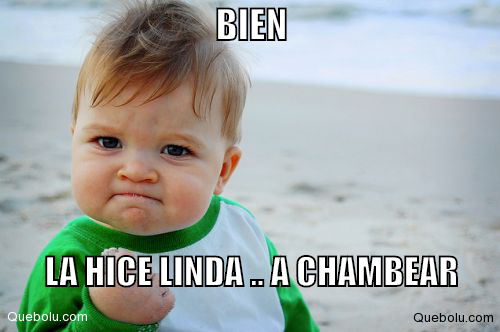 BIEN
LA HICE LINDA .. A CHAMBEAR
Quebolu.com
Quebolu.com